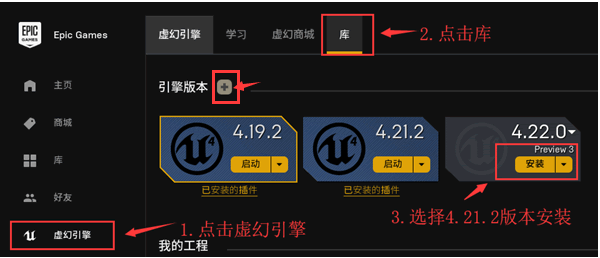 EPIC GAMES
Epic Games
虚幻引擎 学习 虚幻商城 库
2.点击库
主页
商城
库
好友
虚幻引擎
1.点击虚幻引擎
引擎版本
4.19.2
启动
已安装的插件
4.21.2
启动
已安装的插件
4.22.0
Preview 3
安装
3.选择4.21.2版本安装
我的工程